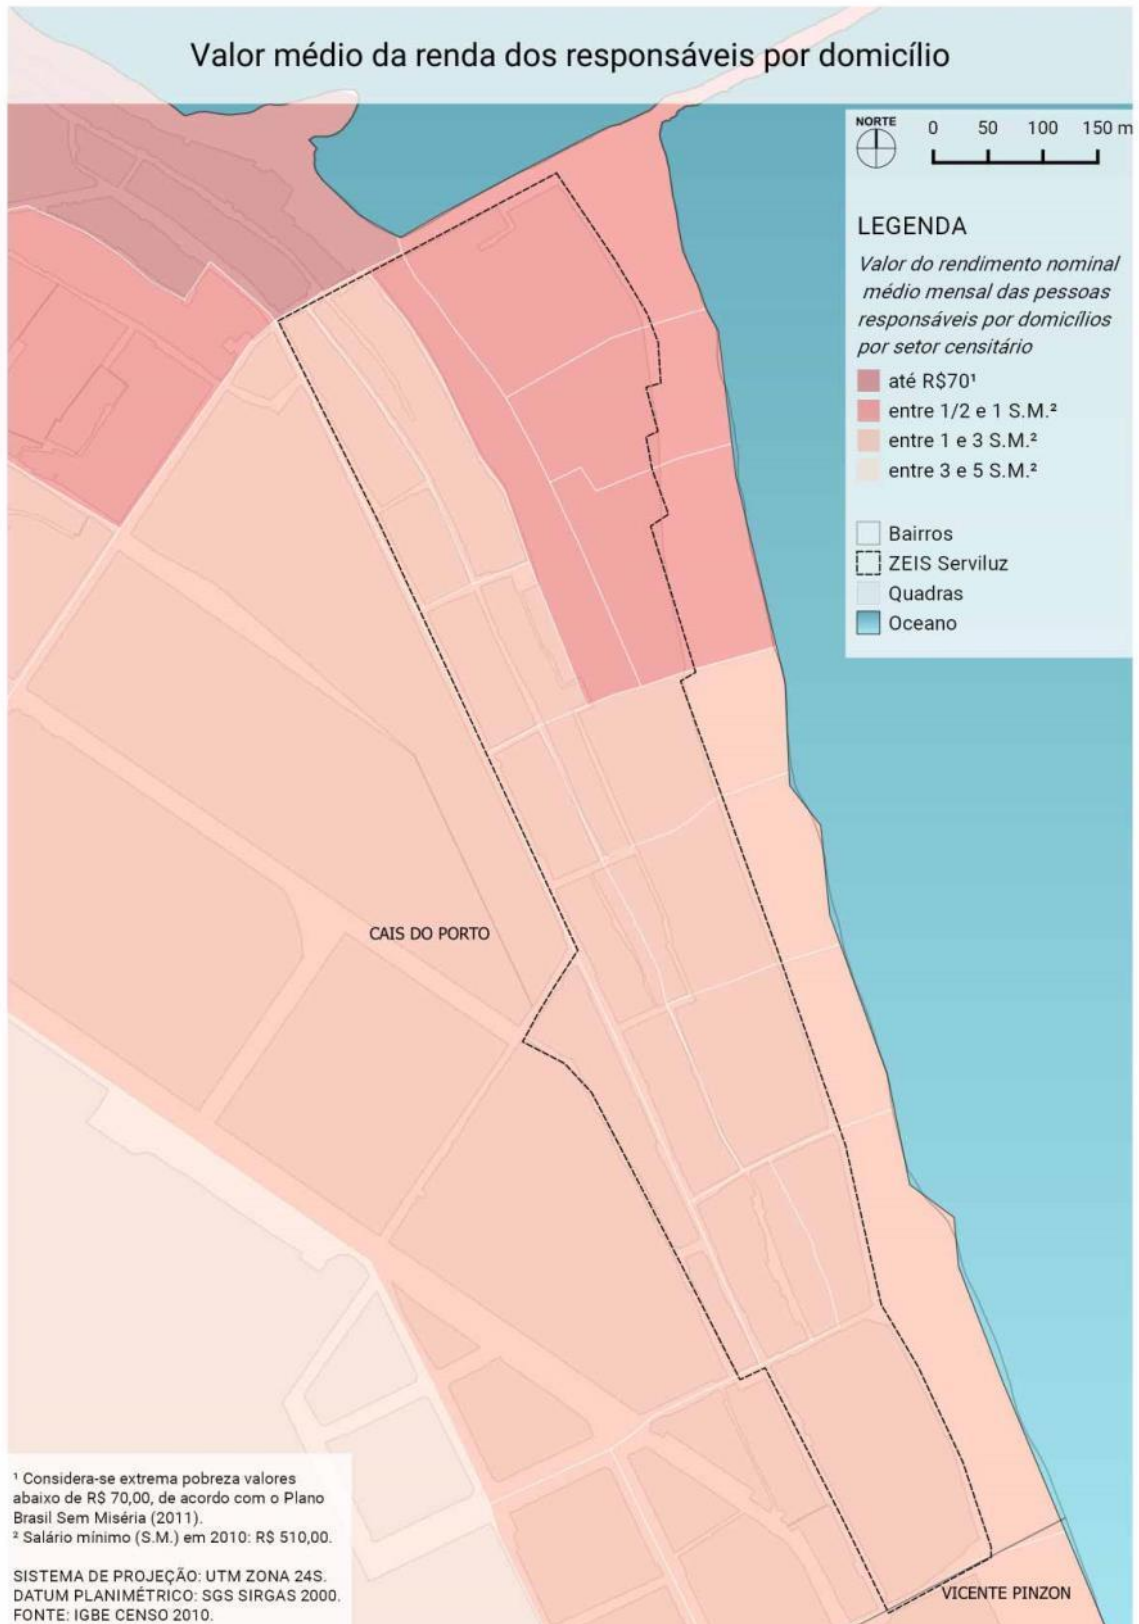 Valor médio da renda dos responsáveis por domicílio
NORTE
0 50 100 150 m
LEGENDA
Valor do rendimento nominal
médio mensal das pessoas
responsáveis por domicílios
por setor censitário
até R$70¹
entre 1/2 e 1 S.M.²
entre 1 e 3 S.M.²
entre 3 e 5 S.M.²
Bairros
ZEIS Serviluz
Quadras
Oceano
CAIS DO PORTO
VICENTE PINZON
¹ Considera-se extrema pobreza valores
abaixo de R$ 70,00, de acordo com o Plano
Brasil Sem Miséria (2011).
² Salário mínimo (S.M.) em 2010: R$ 510,00.
SISTEMA DE PROJEÇÃO: UTM ZONA 24S.
DATUM PLANIMÉTRICO: SGS SIRGAS 2000.
FONTE: IGBE CENSO 2010.